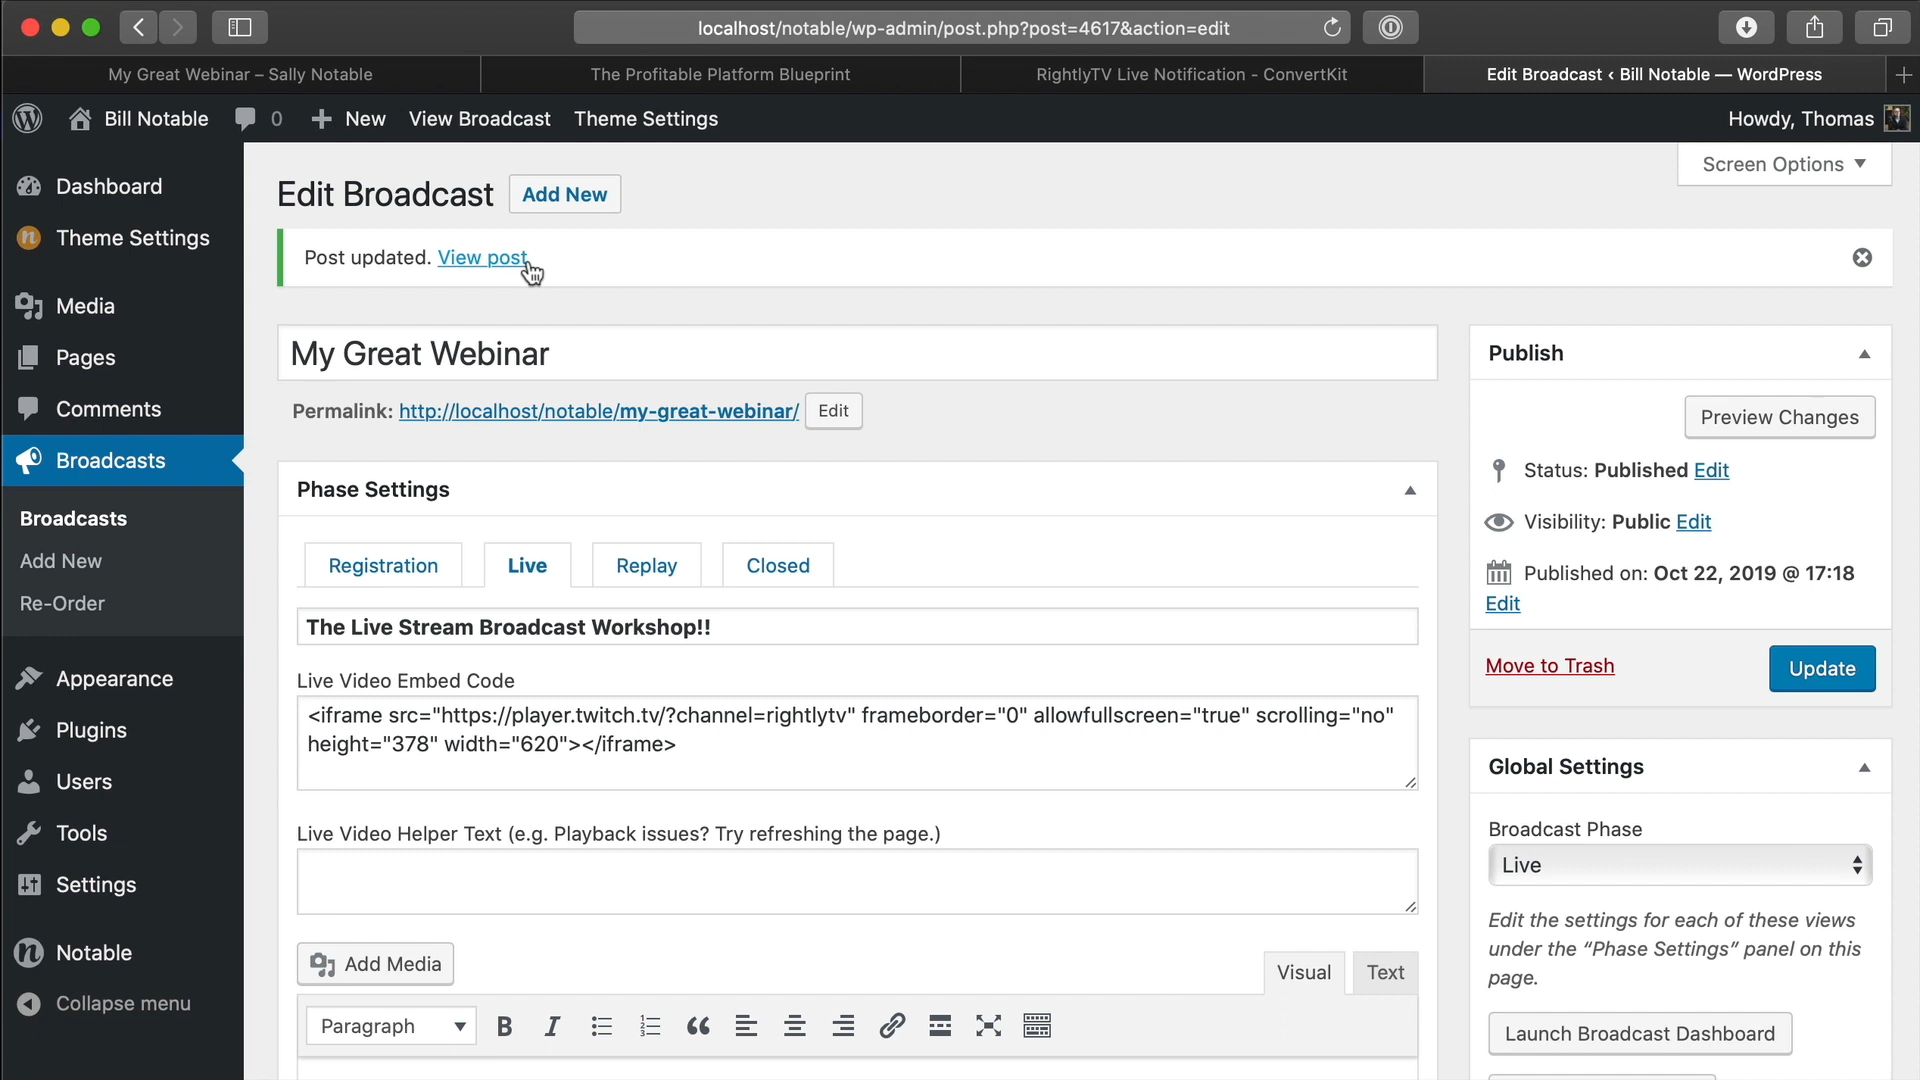 localhost/notable/wp-admin/post.php?post=4617&action=edit
My Great Webinar – Sally Notable
The Profitable Platform Blueprint
RightlyTV Live Notification - ConvertKit
Edit Broadcast ‹ Bill Notable — WordPress
Bill Notable
0
New
View Broadcast
Theme Settings
Howdy, Thomas
Dashboard
Theme Settings
Media
Pages
Comments
Broadcasts
Broadcasts
Add New
Re-Order
Appearance
Plugins
Users
Tools
Settings
Notable
Collapse menu
Screen Options
Edit Broadcast
Add New
Post updated. View post
My Great Webinar
Permalink: http://localhost/notable/my-great-webinar/ Edit
Phase Settings
Registration
Live
Replay
Closed
The Live Stream Broadcast Workshop!!
Live Video Embed Code
<iframe src="https://player.twitch.tv/?channel=rightlytv" frameborder="0" allowfullscreen="true" scrolling="no"
height="378" width="620"></iframe>
Live Video Helper Text (e.g. Playback issues? Try refreshing the page.)
Add Media
Visual
Text
Paragraph
Publish
Preview Changes
Status: Published Edit
Visibility: Public Edit
Published on: Oct 22, 2019 @ 17:18
Edit
Move to Trash
Update
Global Settings
Broadcast Phase
Live
Edit the settings for each of these views
under the “Phase Settings” panel on this
page.
Launch Broadcast Dashboard